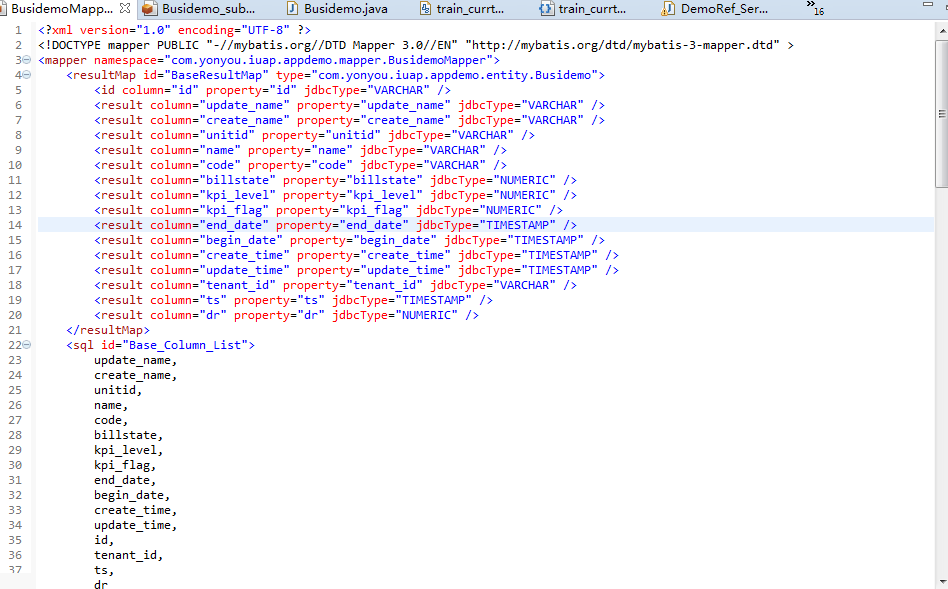 BusidemoMapp... Busidemo_sub... Busidemo.java train_currt... train_currt... DemoRef_Ser... »16
1 <?xml version="1.0" encoding="UTF-8" ?>
2 <!DOCTYPE mapper PUBLIC "-//mybatis.org//DTD Mapper 3.0//EN" "http://mybatis.org/dtd/mybatis-3-mapper.dtd" >
3 <mapper namespace="com.yonyou.iuap.appdemo.mapper.BusidemoMapper">
4 <resultMap id="BaseResultMap" type="com.yonyou.iuap.appdemo.entity.Busidemo">
5 <id column="id" property="id" jdbcType="VARCHAR" />
6 <result column="update_name" property="update_name" jdbcType="VARCHAR" />
7 <result column="create_name" property="create_name" jdbcType="VARCHAR" />
8 <result column="unitid" property="unitid" jdbcType="VARCHAR" />
9 <result column="name" property="name" jdbcType="VARCHAR" />
10 <result column="code" property="code" jdbcType="VARCHAR" />
11 <result column="billstate" property="billstate" jdbcType="NUMERIC" />
12 <result column="kpi_level" property="kpi_level" jdbcType="NUMERIC" />
13 <result column="kpi_flag" property="kpi_flag" jdbcType="NUMERIC" />
14 <result column="end_date" property="end_date" jdbcType="TIMESTAMP" />
15 <result column="begin_date" property="begin_date" jdbcType="TIMESTAMP" />
16 <result column="create_time" property="create_time" jdbcType="TIMESTAMP" />
17 <result column="update_time" property="update_time" jdbcType="TIMESTAMP" />
18 <result column="tenant_id" property="tenant_id" jdbcType="VARCHAR" />
19 <result column="ts" property="ts" jdbcType="TIMESTAMP" />
20 <result column="dr" property="dr" jdbcType="NUMERIC" />
21 </resultMap>
22 <sql id="Base_Column_List">
23 update_name,
24 create_name,
25 unitid,
26 name,
27 code,
28 billstate,
29 kpi_level,
30 kpi_flag,
31 end_date,
32 begin_date,
33 create_time,
34 update_time,
35 id,
36 tenant_id,
37 ts,
dr